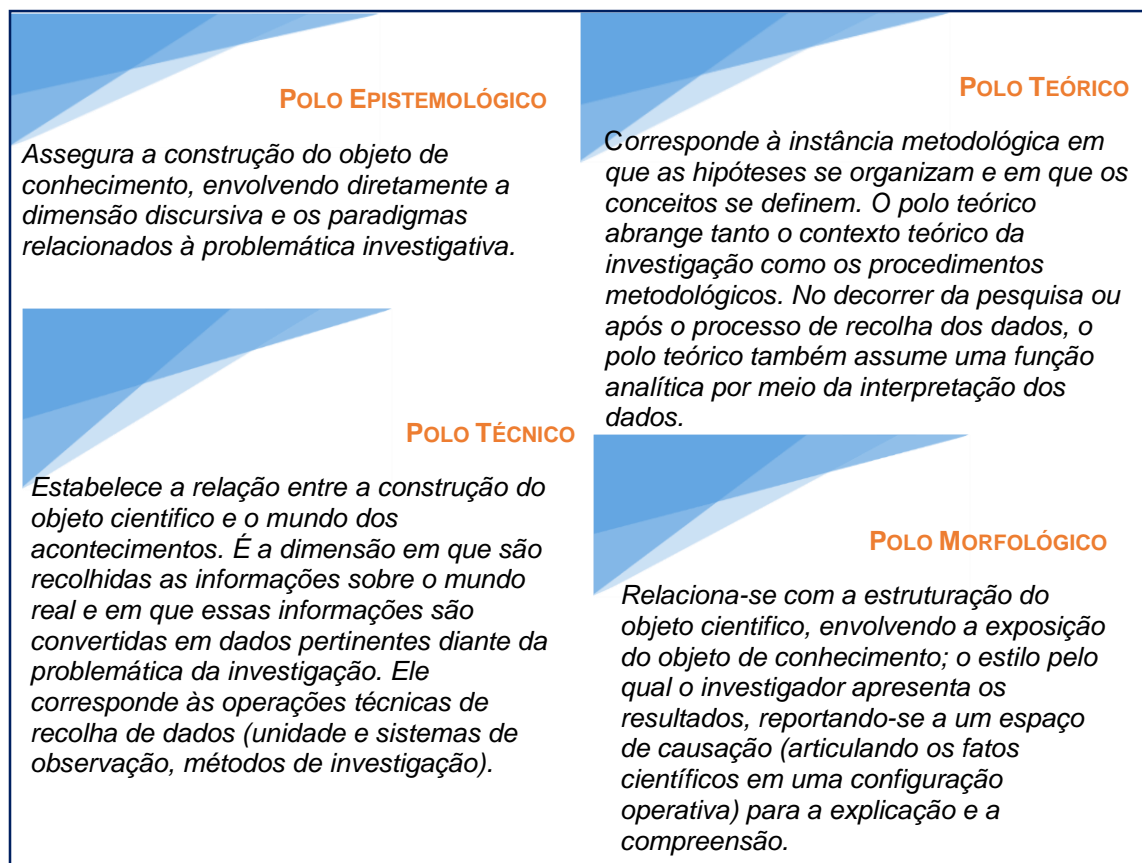 POLO EPISTEMOLÓGICO
Assegura a construção do objeto de
conhecimento, envolvendo diretamente a
dimensão discursiva e os paradigmas
relacionados à problemática investigativa.
POLO TEÓRICO
Corresponde à instância metodológica em
que as hipóteses se organizam e em que os
conceitos se definem. O polo teórico
abrange tanto o contexto teórico da
investigação como os procedimentos
metodológicos. No decorrer da pesquisa ou
após o processo de recolha dos dados, o
polo teórico também assume uma função
analítica por meio da interpretação dos
dados.
POLO TÉCNICO
Estabelece a relação entre a construção do
objeto cientifico e o mundo dos
acontecimentos. É a dimensão em que são
recolhidas as informações sobre o mundo
real e em que essas informações são
convertidas em dados pertinentes diante da
problemática da investigação. Ele
corresponde às operações técnicas de
recolha de dados (unidade e sistemas de
observação, métodos de investigação).
POLO MORFOLÓGICO
Relaciona-se com a estruturação do
objeto cientifico, envolvendo a exposição
do objeto de conhecimento; o estilo pelo
qual o investigador apresenta os
resultados, reportando-se a um espaço
de causação (articulando os fatos
científicos em uma configuração
operativa) para a explicação e a
compreensão.